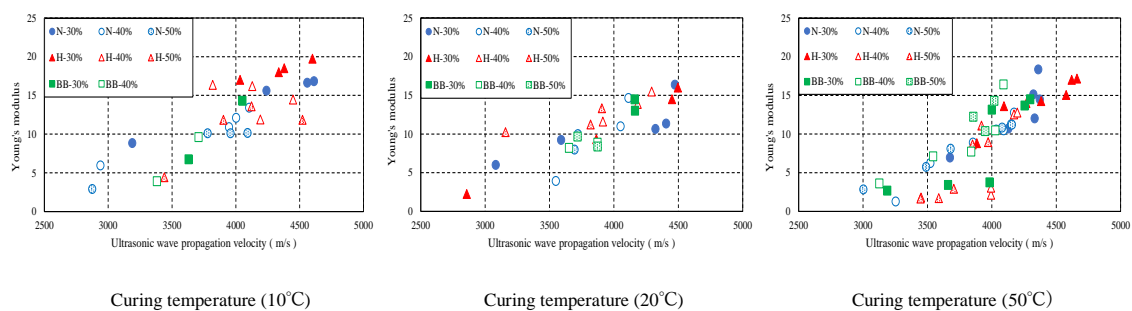 25
20
15
10
5
0
Young's modulus
N-30% N-40% N-50%
H-30% H-40% H-50%
BB-30% BB-40%
2500 3000 3500 4000 4500 5000
Ultrasonic wave propagation velocity ( m/s )
Curing temperature (10℃)
25
20
15
10
5
0
Young's modulus
N-30% N-40% N-50%
H-30% H-40% H-50%
BB-30% BB-40% BB-50%
2500 3000 3500 4000 4500 5000
Ultrasonic wave propagation velocity ( m/s )
Curing temperature (20℃)
25
20
15
10
5
0
Young's modulus
N-30% N-40% N-50%
H-30% H-40% H-50%
BB-30% BB-40% BB-50%
2500 3000 3500 4000 4500 5000
Ultrasonic wave propagation velocity ( m/s )
Curing temperature (50℃)